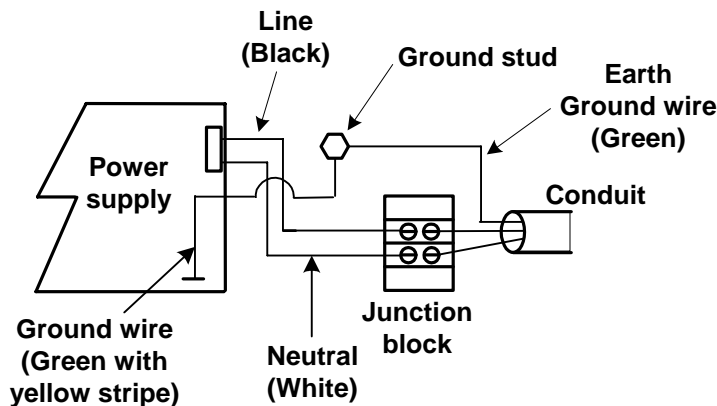 Line
(Black)
Ground stud
Earth
Ground wire
(Green)
Power
supply
Conduit
Junction
block
Ground wire
(Green with
yellow stripe)
Neutral
(White)